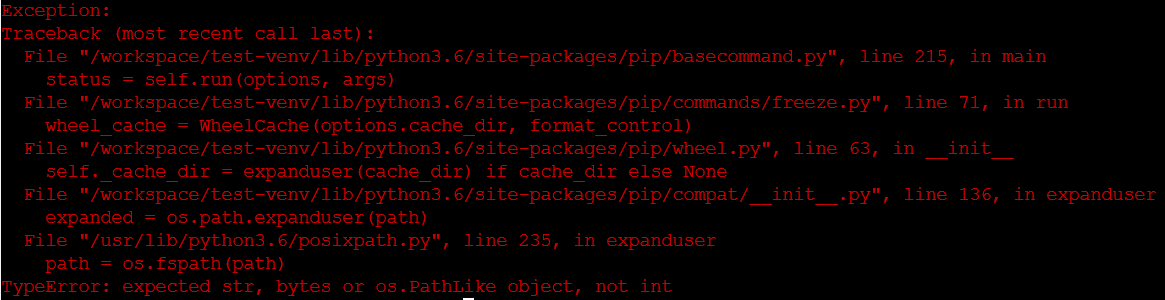 Exception:
Traceback (most recent call last):
  File "/workspace/test-venv/lib/python3.6/site-packages/pip/basecommand.py", line 215, in main
    status = self.run(options, args)
  File "/workspace/test-venv/lib/python3.6/site-packages/pip/commands/freeze.py", line 71, in run
    wheel_cache = WheelCache(options.cache_dir, format_control)
  File "/workspace/test-venv/lib/python3.6/site-packages/pip/wheel.py", line 63, in __init__
    self._cache_dir = expanduser(cache_dir) if cache_dir else None
  File "/workspace/test-venv/lib/python3.6/site-packages/pip/compat/__init__.py", line 136, in expanduser
    expanded = os.path.expanduser(path)
  File "/usr/lib/python3.6/posixpath.py", line 235, in expanduser
    path = os.fspath(path)
TypeError: expected str, bytes or os.PathLike object, not int